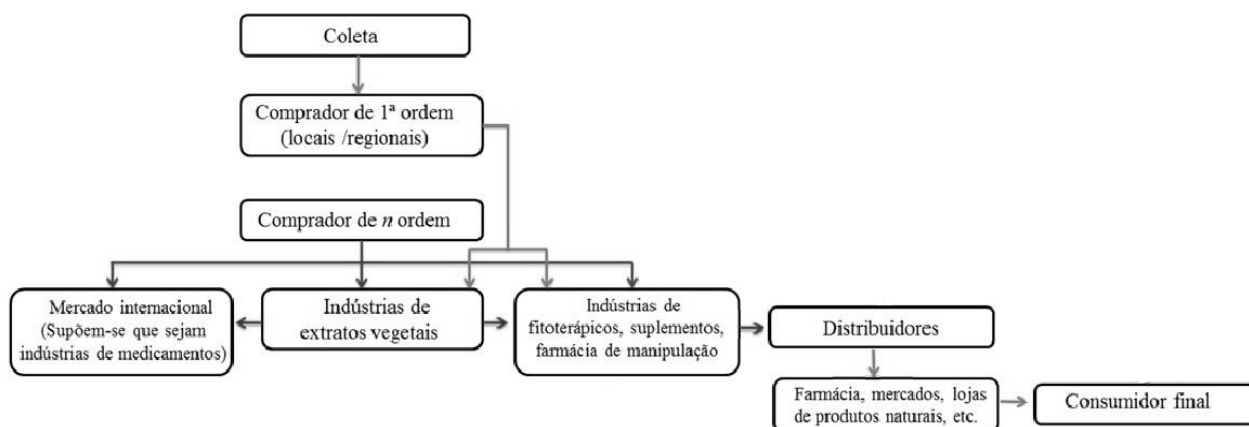 Coleta
Comprador de 1ª ordem
(locais /regionais)
Comprador de n ordem
Mercado internacional
(Supõem-se que sejam
indústrias de medicamentos)
Indústrias de
extratos vegetais
Indústrias de
fitoterápicos, suplementos,
farmácia de manipulação
Distribuidores
Farmácia, mercados, lojas
de produtos naturais, etc.
Consumidor final